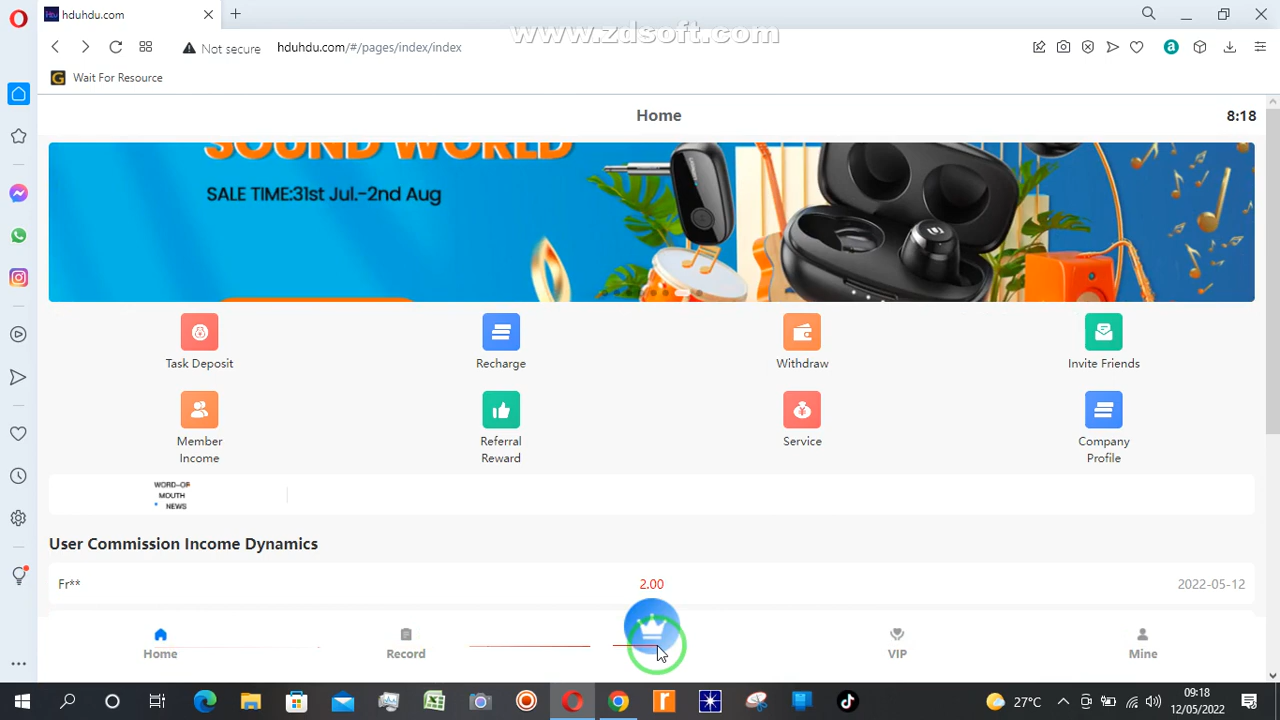 hduhdu.com
www.zdsoft.com
Not secure
hduhdu.com/#/pages/index/index
Wait For Resource
Home
8:18
SOUND WORLD
SALE TIME:31st Jul.-2nd Aug
Task Deposit
Recharge
Withdraw
Invite Friends
Member
Income
Referral
Reward
Service
Company
Profile
WORD-OF
MOUTH
NEWS
User Commission Income Dynamics
Fr**
2.00
2022-05-12
Home
Record
VIP
Mine
27°C
09:18
12/05/2022